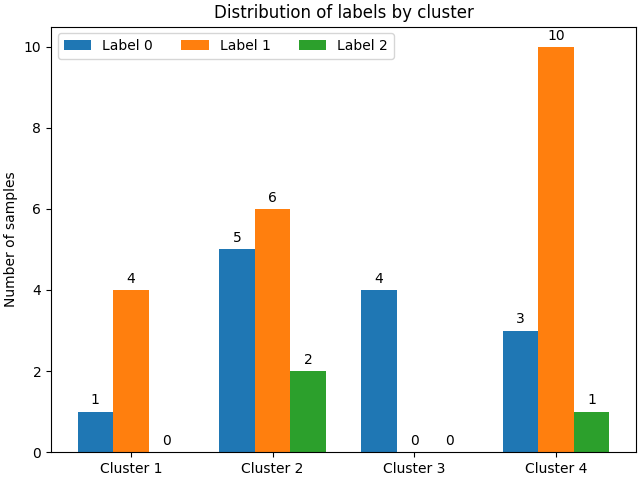 Distribution of labels by cluster
Label 0 Label 1 Label 2
Number of samples
10
8
6
4
2
0
1 4 0
5 6 2
4 0 0
3 10 1
Cluster 1 Cluster 2 Cluster 3 Cluster 4